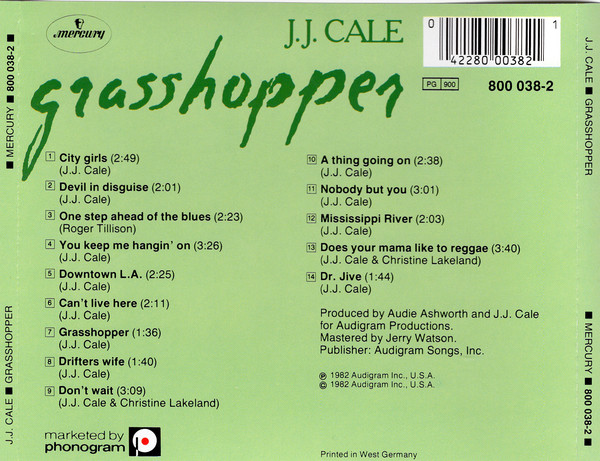 MERCURY ■ 800 038-2 ■
J.J. CALE ■ GRASSHOPPER
mercury
J.J. CALE
grasshopper
0 1
42280 00382
PG 900
800 038-2
1 City girls (2:49)
(J.J. Cale)
2 Devil in disguise (2:01)
(J.J. Cale)
3 One step ahead of the blues (2:23)
(Roger Tillison)
4 You keep me hangin' on (3:26)
(J.J. Cale)
5 Downtown L.A. (2:25)
(J.J. Cale)
6 Can't live here (2:11)
(J.J. Cale)
7 Grasshopper (1:36)
(J.J. Cale)
8 Drifters wife (1:40)
(J.J. Cale)
9 Don't wait (3:09)
(J.J. Cale & Christine Lakeland)
10 A thing going on (2:38)
(J.J. Cale)
11 Nobody but you (3:01)
(J.J. Cale)
12 Mississippi River (2:03)
(J.J. Cale)
13 Does your mama like to reggae (3:40)
(J.J. Cale & Christine Lakeland)
14 Dr. Jive (1:44)
(J.J. Cale)
Produced by Audie Ashworth and J.J. Cale
for Audigram Productions.
Mastered by Jerry Watson.
Publisher: Audigram Songs, Inc.
℗ 1982 Audigram Inc., U.S.A.
© 1982 Audigram Inc., U.S.A.
marketed by
phonogram
Printed in West Germany
J.J. CALE ■ GRASSHOPPER
■ MERCURY ■ 800 038-2 ■